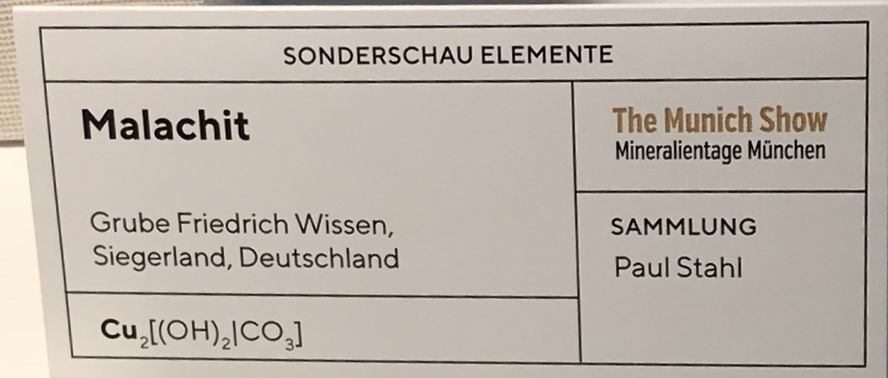 SONDERSCHAU ELEMENTE
Malachit
Grube Friedrich Wissen,
Siegerland, Deutschland
Cu₂[(OH)₂|CO₃]
The Munich Show
Mineralientage München
SAMMLUNG
Paul Stahl